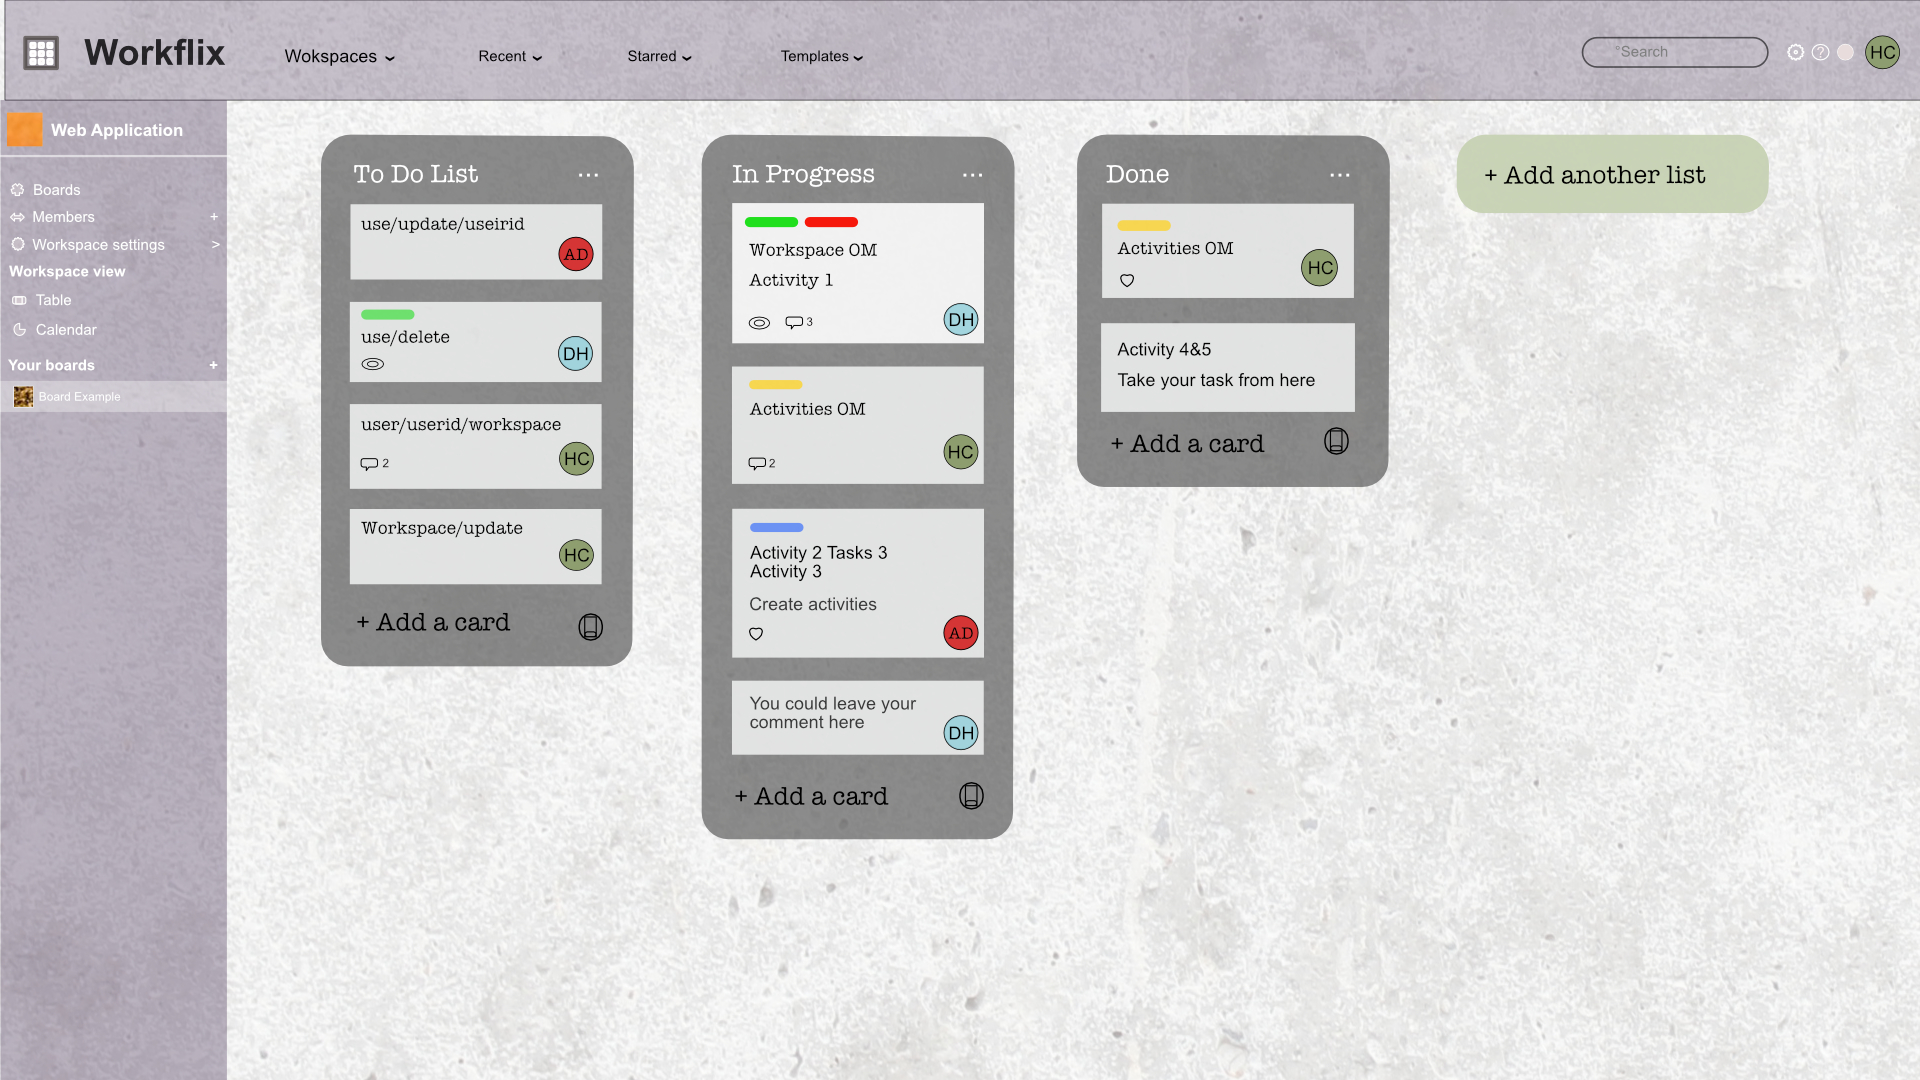 Workflix
Wokspaces
Recent
Starred
Templates
°Search
HC
Web Application
Boards
Members +
Workspace settings >
Workspace view
Table
Calendar
Your boards +
Board Example
To Do List ...
use/update/useirid
AD
use/delete
DH
user/userid/workspace
2
HC
Workspace/update
HC
+ Add a card
In Progress ...
Workspace OM
Activity 1
3
DH
Activities OM
2
HC
Activity 2 Tasks 3
Activity 3
Create activities
AD
You could leave your
comment here
DH
+ Add a card
Done ...
Activities OM
HC
Activity 4&5
Take your task from here
+ Add a card
+ Add another list